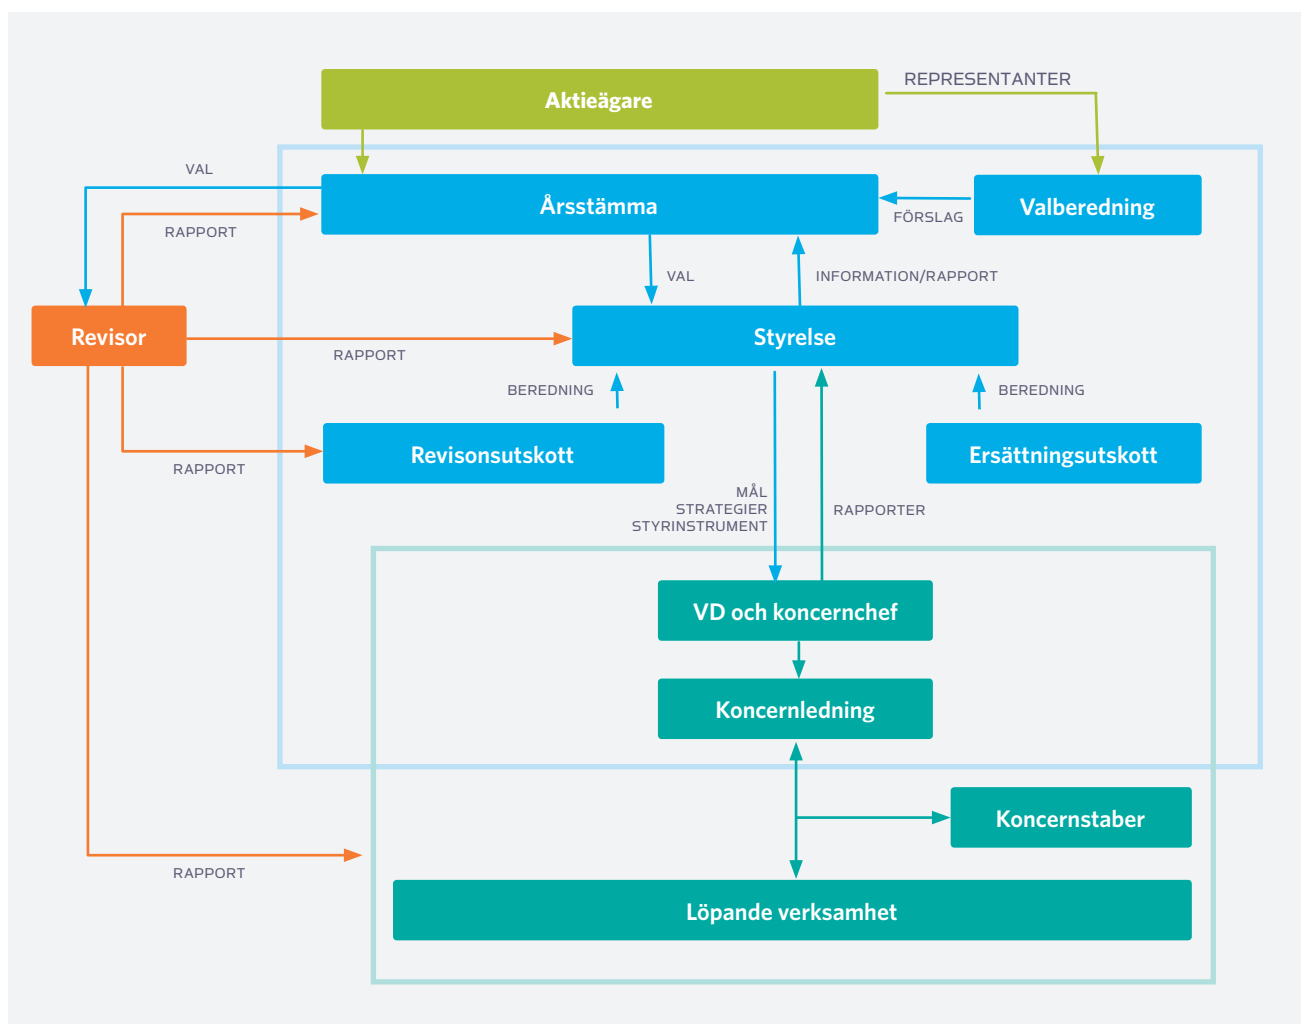 REPRESENTANTER
Aktieägare
VAL
Årsstämma
Valberedning
FÖRSLAG
RAPPORT
VAL
INFORMATION/RAPPORT
Revisor
Styrelse
RAPPORT
BEREDNING
BEREDNING
Revisonsutskott
Ersättningsutskott
RAPPORT
MÅL
STRATEGIER
STYRINSTRUMENT
RAPPORTER
VD och koncernchef
Koncernledning
Koncernstaber
RAPPORT
Löpande verksamhet